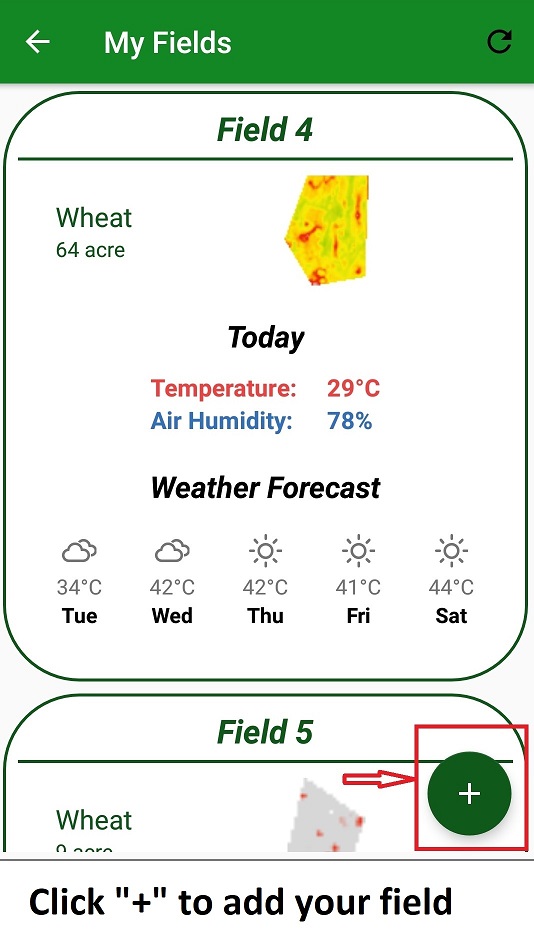 My Fields
Field 4
Wheat
64 acre
Today
Temperature: 29°C
Air Humidity: 78%
Weather Forecast
34°C 42°C 42°C 41°C 44°C
Tue Wed Thu Fri Sat
Field 5
+
Wheat
9 acre
Click "+" to add your field